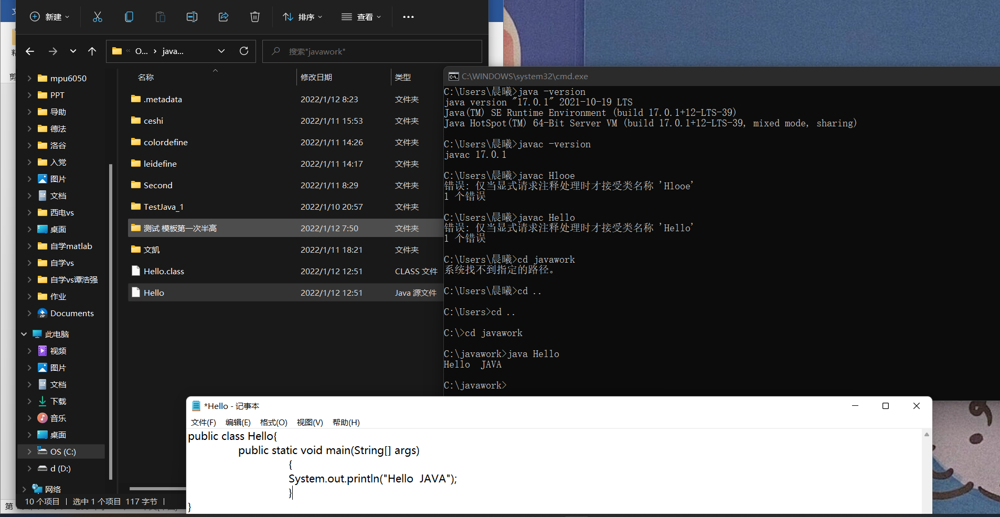 新建
排序
查看
O...
java...
搜索"javawork"
名称
修改日期
类型
mpu6050
PPT
导助
德法
洛谷
入党
图片
文档
西电vs
桌面
自学matlab
自学vs
自学vs谭浩强
作业
Documents
此电脑
视频
图片
文档
下载
音乐
桌面
OS (C:)
d (D:)
网络
.metadata 2022/1/12 8:23 文件夹
ceshi 2022/1/11 15:53 文件夹
colordefine 2022/1/11 14:26 文件夹
leidefine 2022/1/11 14:17 文件夹
Second 2022/1/11 8:29 文件夹
TestJava_1 2022/1/10 20:57 文件夹
测试 模板第一次半高 2022/1/12 7:50 文件夹
文凯 2022/1/11 18:21 文件夹
Hello.class 2022/1/12 12:51 CLASS 文件
Hello 2022/1/12 12:51 Java 源文件
10 个项目 选中 1 个项目 117 字节
C:\WINDOWS\system32\cmd.exe
C:\Users\晨曦>java -version
java version "17.0.1" 2021-10-19 LTS
Java(TM) SE Runtime Environment (build 17.0.1+12-LTS-39)
Java HotSpot(TM) 64-Bit Server VM (build 17.0.1+12-LTS-39, mixed mode, sharing)
C:\Users\晨曦>javac -version
javac 17.0.1
C:\Users\晨曦>javac Hlooe
错误: 仅当显式请求注释处理时才接受类名称 'Hlooe'
1 个错误
C:\Users\晨曦>javac Hello
错误: 仅当显式请求注释处理时才接受类名称 'Hello'
1 个错误
C:\Users\晨曦>cd javawork
系统找不到指定的路径。
C:\Users\晨曦>cd ..
C:\Users>cd ..
C:\>cd javawork
C:\javawork>java Hello
Hello  JAVA
C:\javawork>
*Hello - 记事本
文件(F) 编辑(E) 格式(O) 视图(V) 帮助(H)
public class Hello{
public static void main(String[] args)
{
System.out.println("Hello  JAVA");
}
}